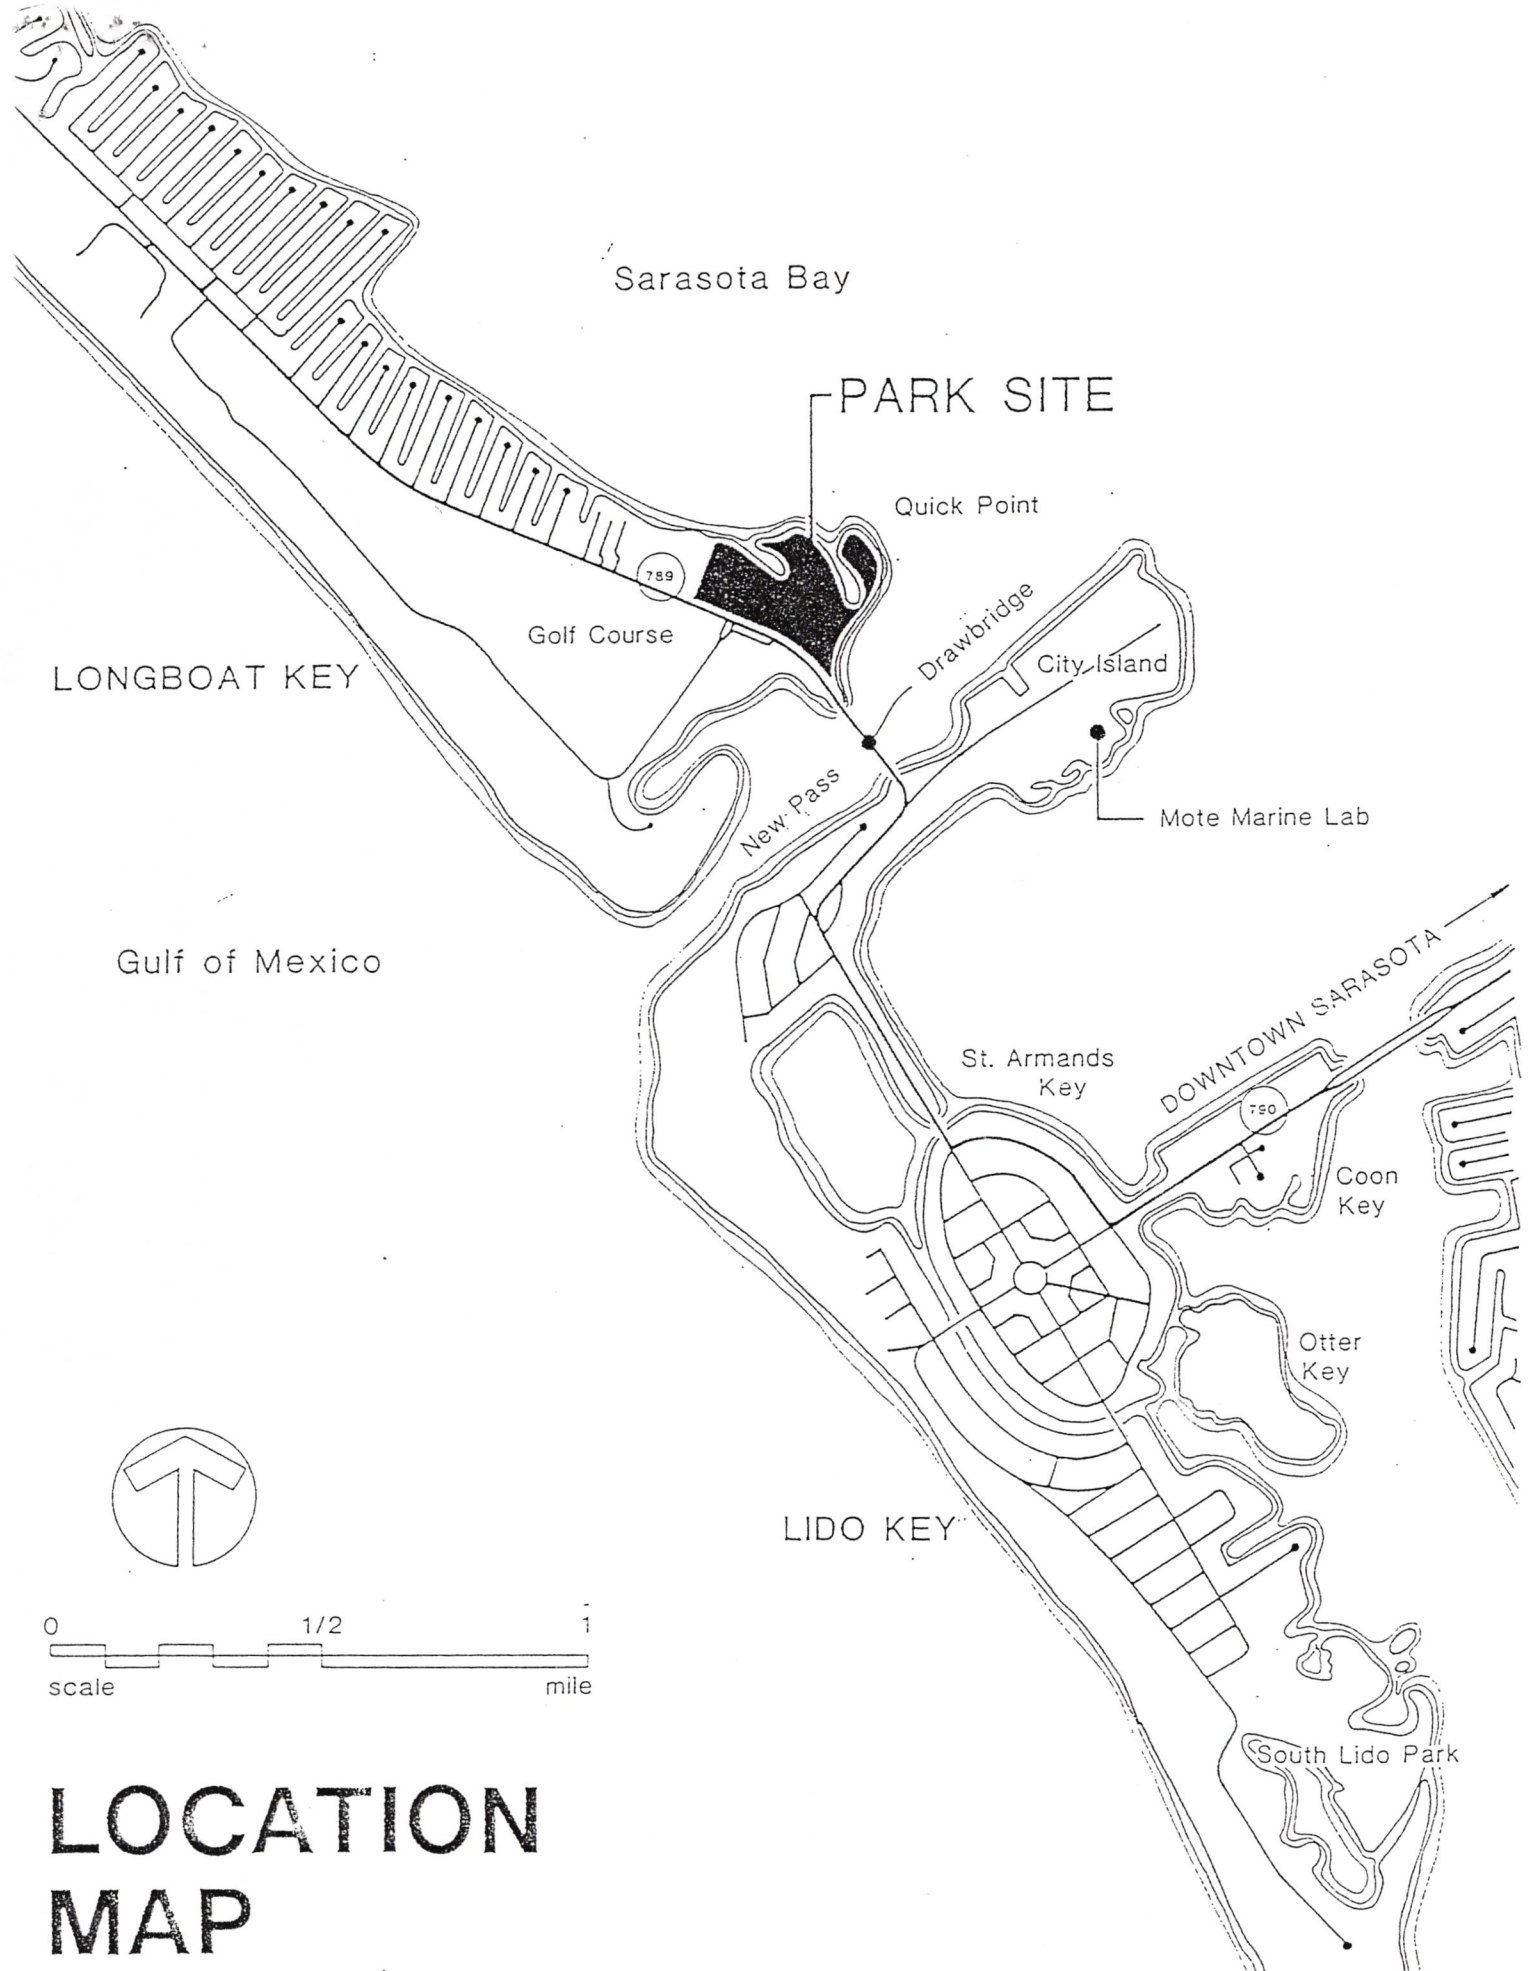 Sarasota Bay
PARK SITE
Quick Point
789
Drawbridge
Golf Course
City Island
LONGBOAT KEY
New Pass
Mote Marine Lab
Gulf of Mexico
DOWNTOWN SARASOTA
St. Armands
Key
790
Coon
Key
Otter
Key
LIDO KEY
0 1/2 1
scale mile
South Lido Park
LOCATION
MAP